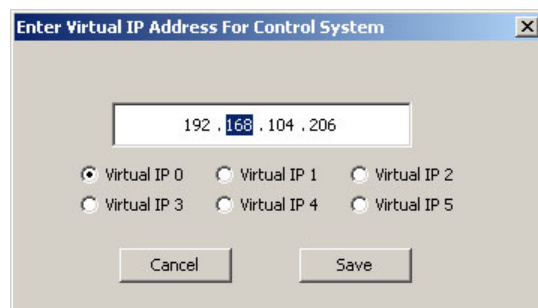 Enter Virtual IP Address For Control System
192 . 168 . 104 . 206
Virtual IP 0 Virtual IP 1 Virtual IP 2
Virtual IP 3 Virtual IP 4 Virtual IP 5
Cancel Save